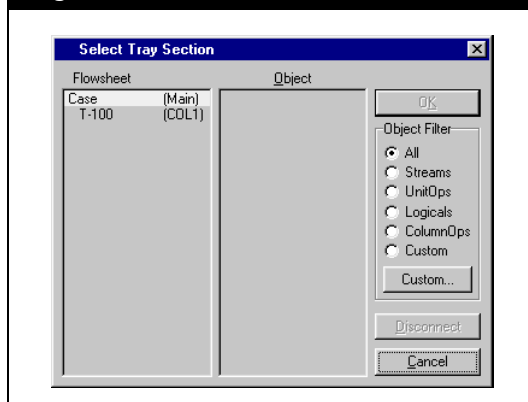 Select Tray Section
Flowsheet
Object
Case (Main)
T-100 (COL1)
OK
Object Filter
All
Streams
UnitOps
Logicals
ColumnOps
Custom
Custom...
Disconnect
Cancel